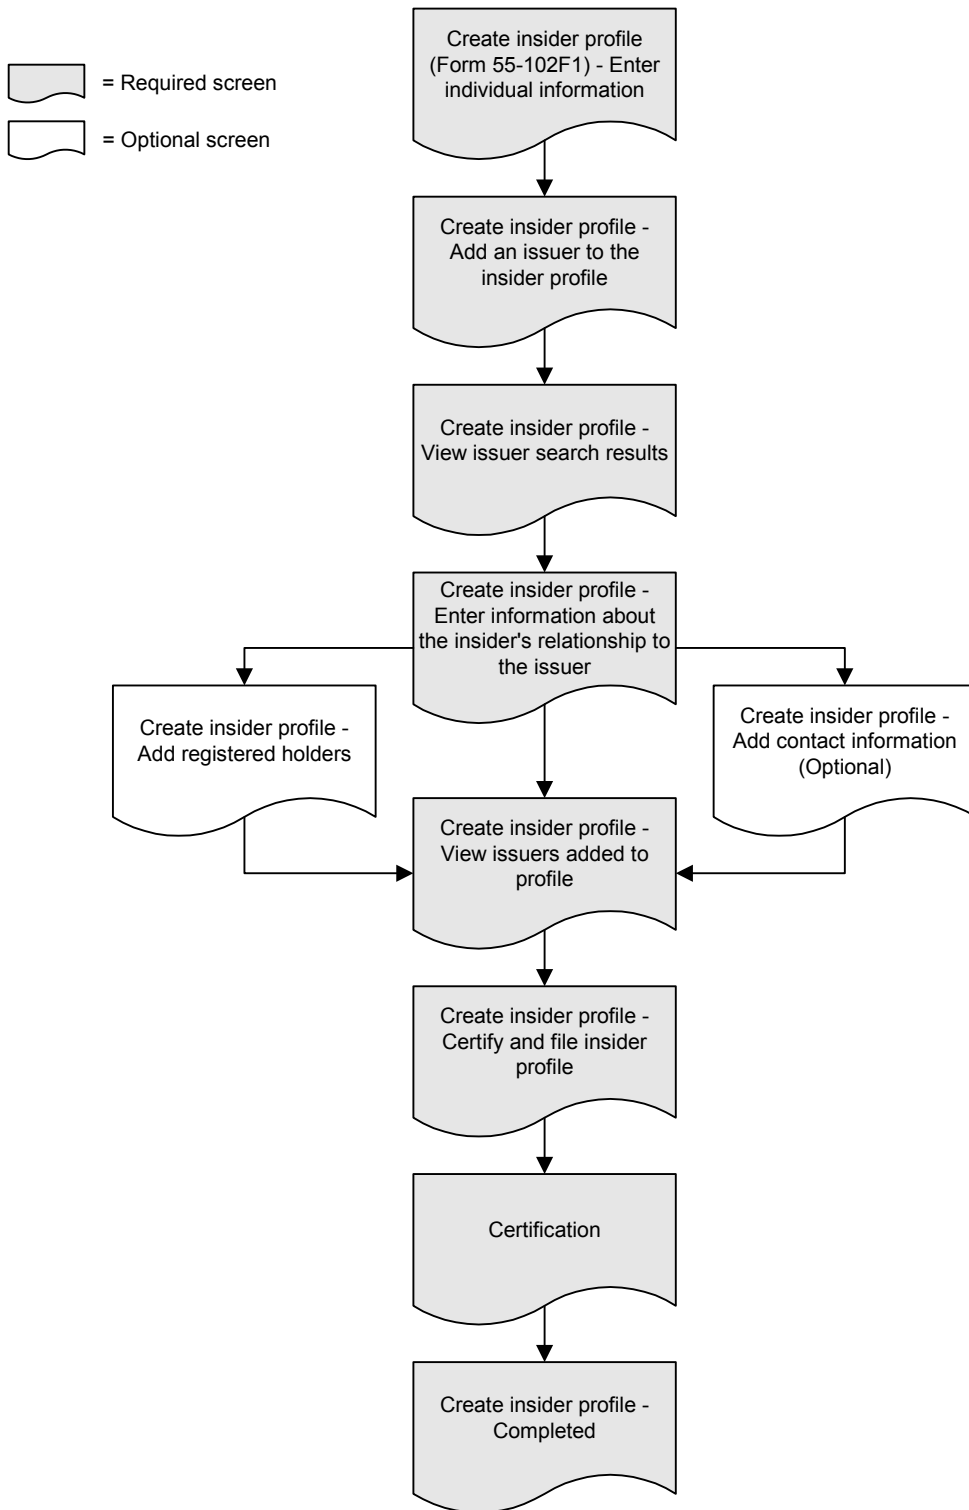 Create insider profile
(Form 55-102F1) - Enter
individual information
= Required screen
= Optional screen
Create insider profile -
Add an issuer to the
insider profile
Create insider profile -
View issuer search results
Create insider profile -
Enter information about
the insider's relationship to
the issuer
Create insider profile -
Add registered holders
Create insider profile -
Add contact information
(Optional)
Create insider profile -
View issuers added to
profile
Create insider profile -
Certify and file insider
profile
Certification
Create insider profile -
Completed